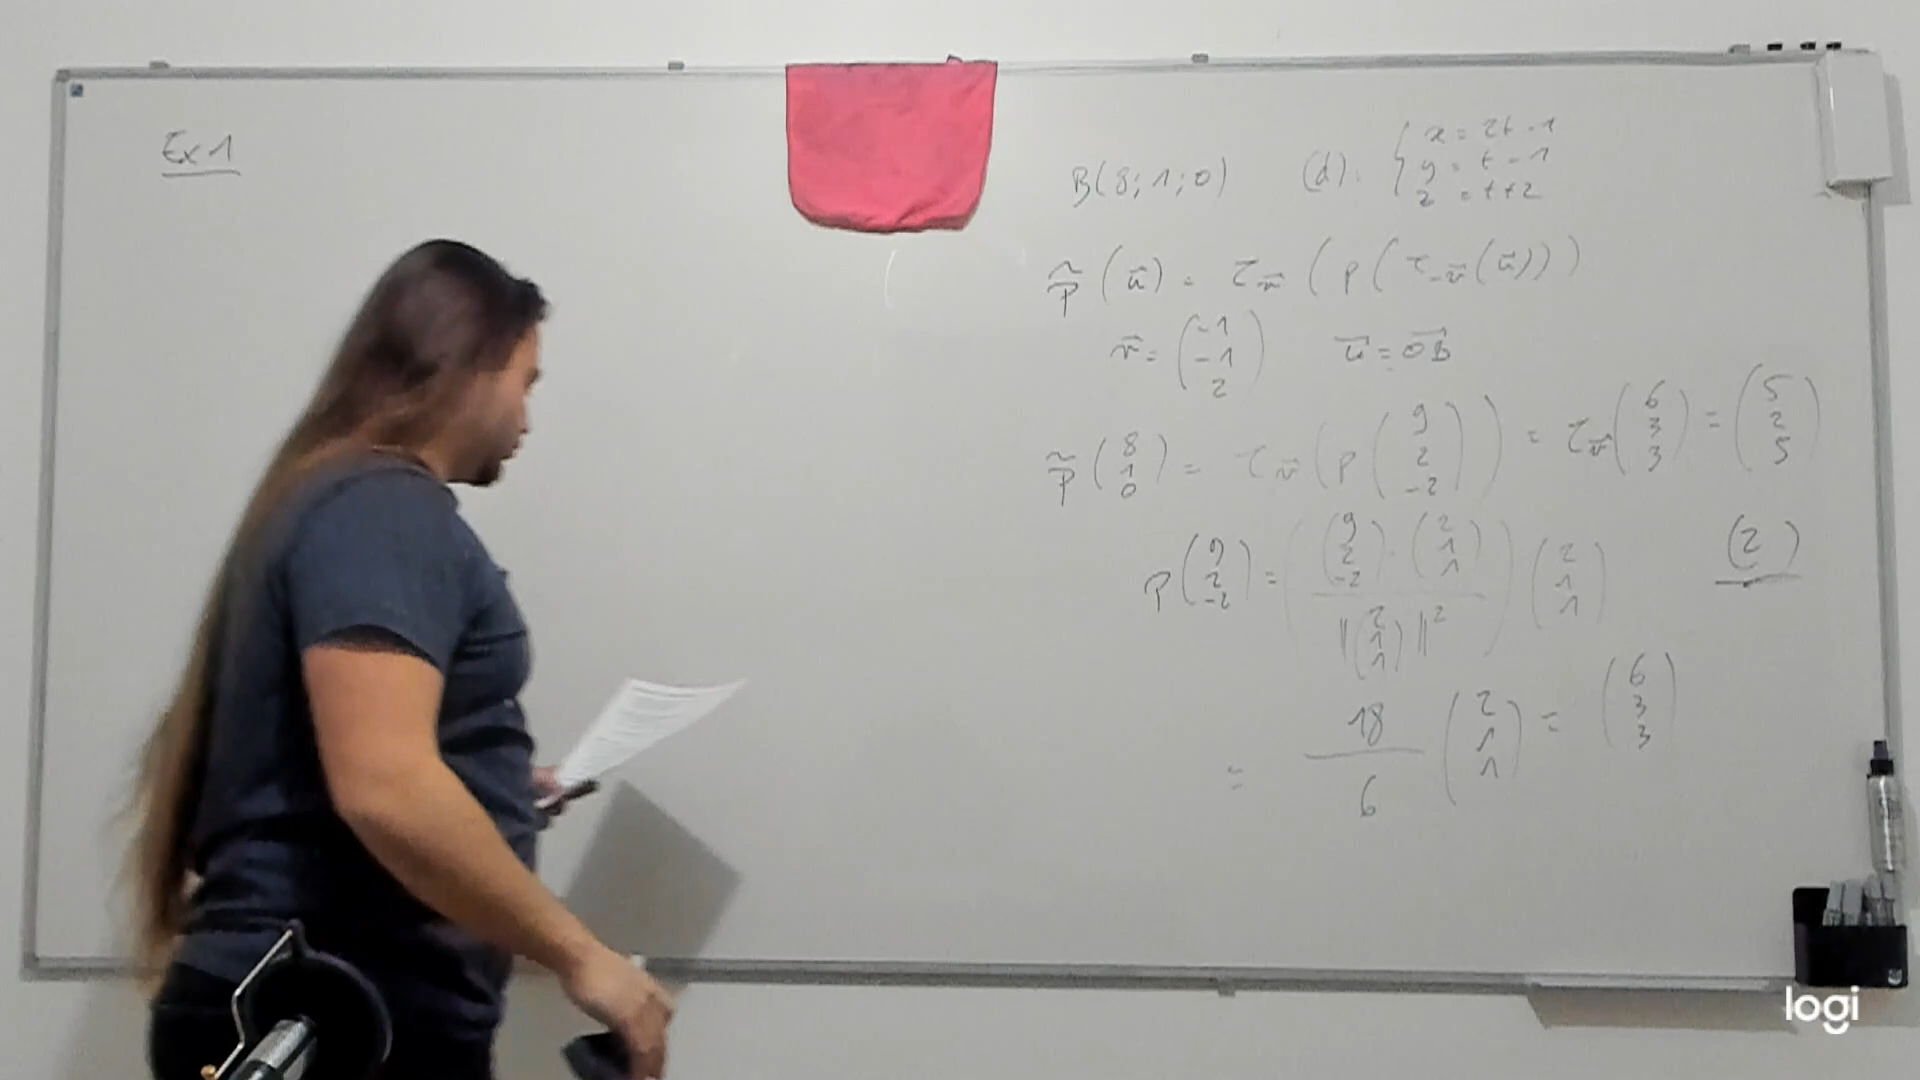 Ex 1
B(8; 1; 0) (d): { x = 2t - 1
y = t - 1
z = t + 2
p̃(u⃗) = τ_v⃗ (p(τ_-v⃗(u⃗)))
v⃗ = (-1 -1 2) u⃗ = OB⃗
p̃(8 1 0) = τ_v⃗ (p(9 2 -2)) = τ_v⃗ (6 3 3) = (5 2 5)
p(9 2 -2) = ((9 2 -2) · (2 1 1) / ||(2 1 1)||²) (2 1 1) (2)
= 18/6 (2 1 1) = (6 3 3)
logi